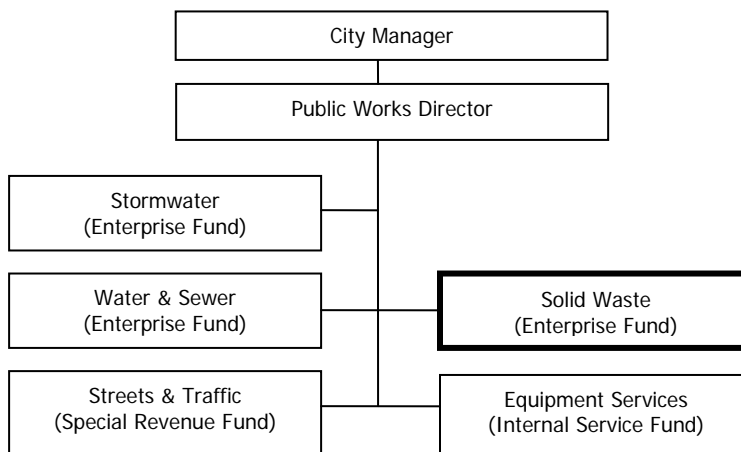 City Manager
Public Works Director
Stormwater
(Enterprise Fund)
Water & Sewer
(Enterprise Fund)
Solid Waste
(Enterprise Fund)
Streets & Traffic
(Special Revenue Fund)
Equipment Services
(Internal Service Fund)